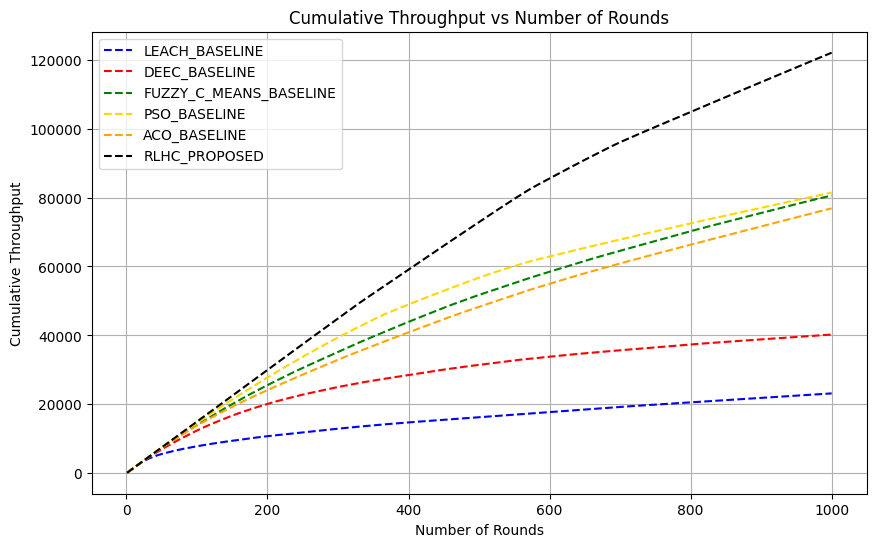 Cumulative Throughput vs Number of Rounds
LEACH_BASELINE
DEEC_BASELINE
FUZZY_C_MEANS_BASELINE
PSO_BASELINE
ACO_BASELINE
RLHC_PROPOSED
Cumulative Throughput
120000
100000
80000
60000
40000
20000
0
0 200 400 600 800 1000
Number of Rounds